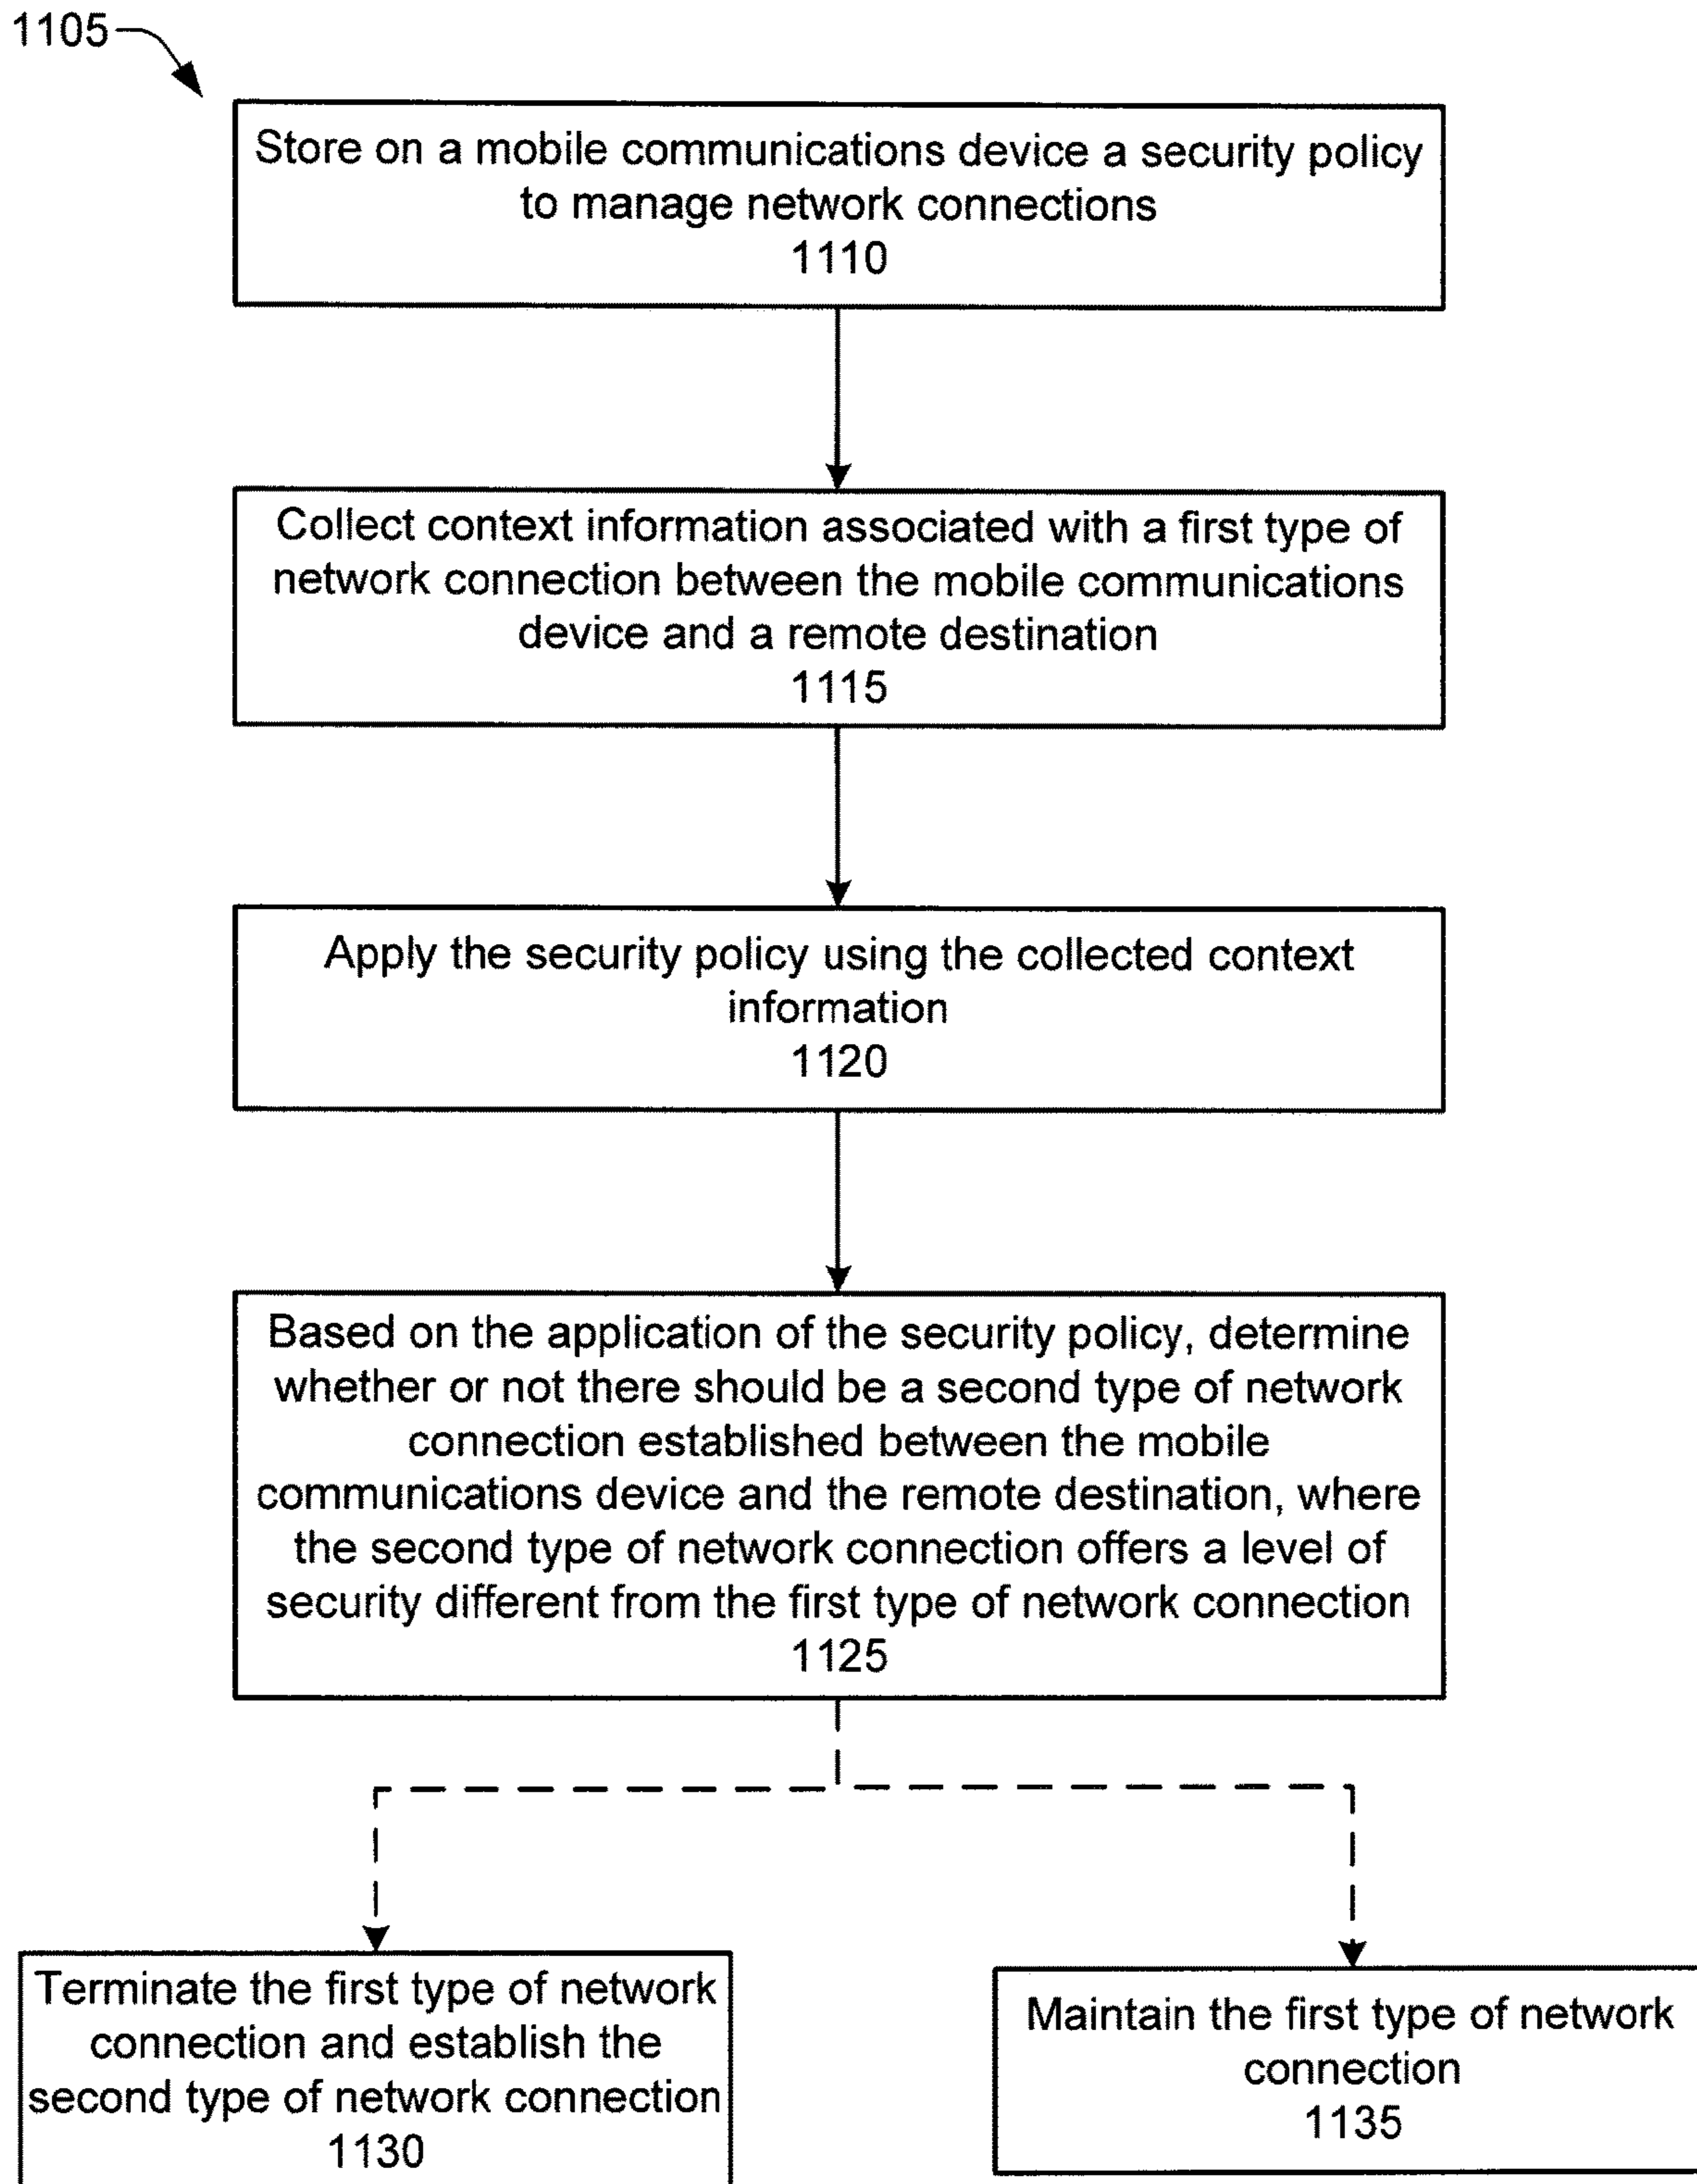 1105
Store on a mobile communications device a security policy
to manage network connections
1110
Collect context information associated with a first type of
network connection between the mobile communications
device and a remote destination
1115
Apply the security policy using the collected context
information
1120
Based on the application of the security policy, determine
whether or not there should be a second type of network
connection established between the mobile
communications device and the remote destination, where
the second type of network connection offers a level of
security different from the first type of network connection
1125
Terminate the first type of network
connection and establish the
second type of network connection
1130
Maintain the first type of network
connection
1135